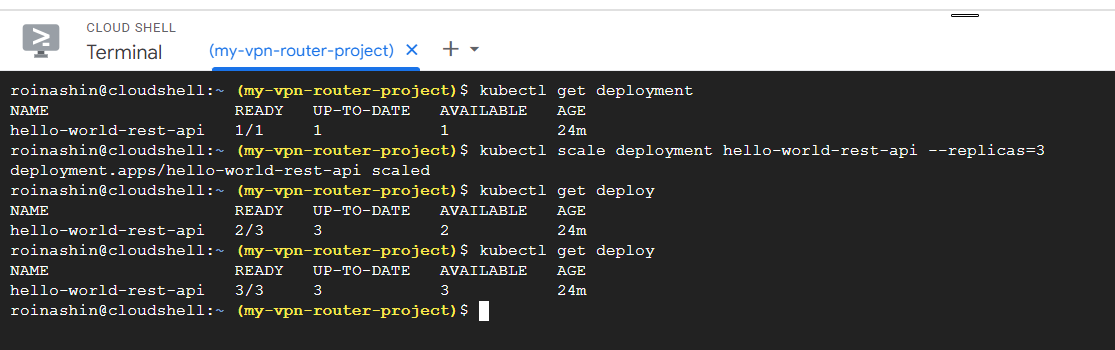 CLOUD SHELL
Terminal (my-vpn-router-project)
roinashin@cloudshell:~ (my-vpn-router-project)$ kubectl get deployment
NAME READY UP-TO-DATE AVAILABLE AGE
hello-world-rest-api 1/1 1 1 24m
roinashin@cloudshell:~ (my-vpn-router-project)$ kubectl scale deployment hello-world-rest-api --replicas=3
deployment.apps/hello-world-rest-api scaled
roinashin@cloudshell:~ (my-vpn-router-project)$ kubectl get deploy
NAME READY UP-TO-DATE AVAILABLE AGE
hello-world-rest-api 2/3 3 2 24m
roinashin@cloudshell:~ (my-vpn-router-project)$ kubectl get deploy
NAME READY UP-TO-DATE AVAILABLE AGE
hello-world-rest-api 3/3 3 3 24m
roinashin@cloudshell:~ (my-vpn-router-project)$